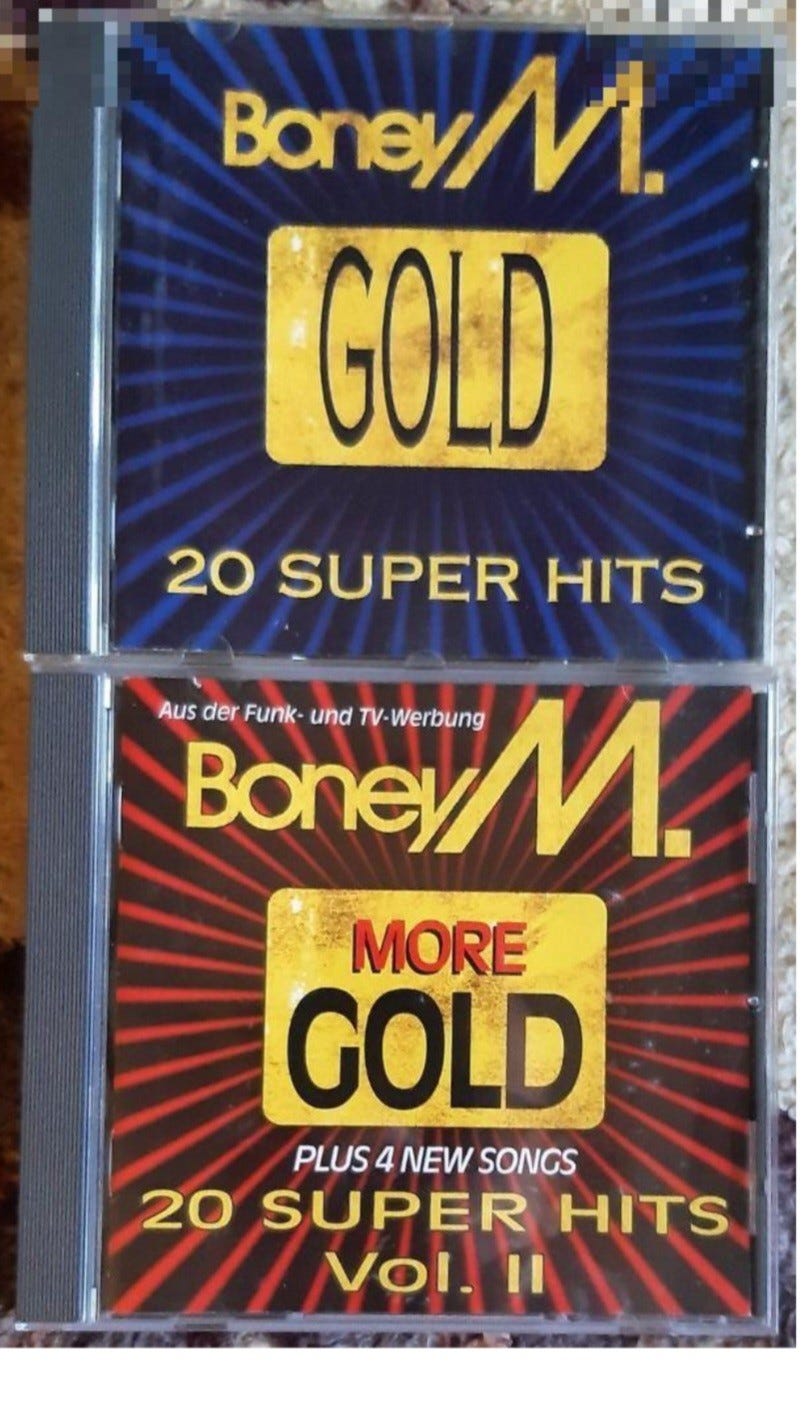 Boney M.
GOLD
20 SUPER HITS
Aus der Funk- und TV-Werbung
Boney M.
MORE
GOLD
PLUS 4 NEW SONGS
20 SUPER HITS
Vol. II